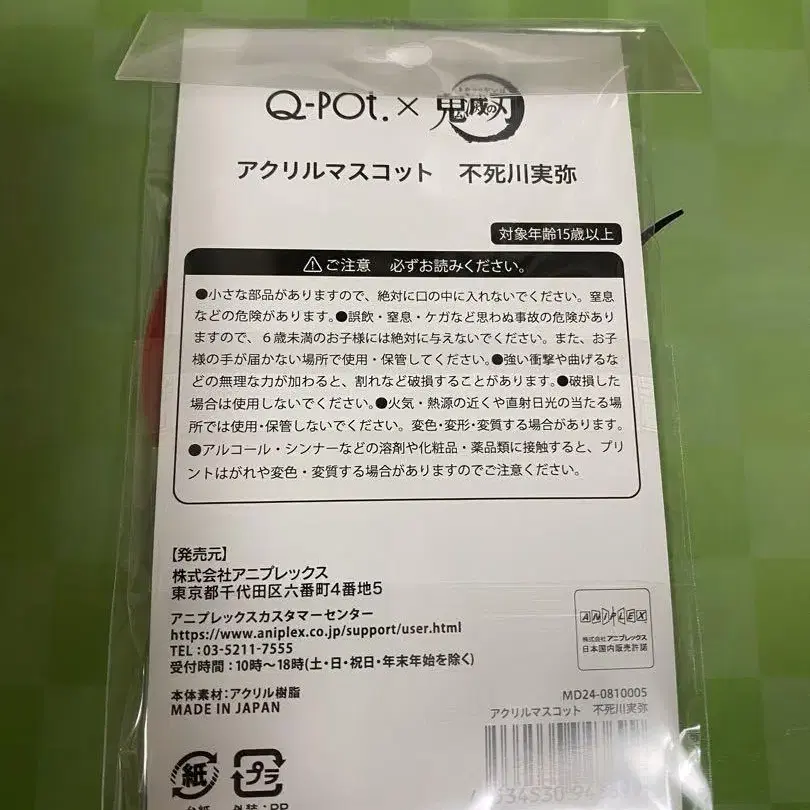 Q-POT. × 鬼滅の刃
アクリルマスコット 不死川実弥
対象年齢15歳以上
⚠ご注意 必ずお読みください。
●小さな部品がありますので、絶対に口の中に入れないでください。窒息
などの危険があります。●誤飲・窒息・ケガなど思わぬ事故の危険があり
ますので、6歳未満のお子様には絶対に与えないでください。また、お子
様の手が届かない場所で使用・保管してください。●強い衝撃や曲げるな
どの無理な力が加わると、割れなど破損することがあります。●破損した
場合は使用しないでください。●火気・熱源の近くや直射日光の当たる場
所では使用・保管しないでください。変色・変形・変質する場合があります。
●アルコール・シンナーなどの溶剤や化粧品・薬品類に接触すると、プリ
ントはがれや変色・変質する場合がありますのでご注意ください。
【発売元】
株式会社アニプレックス
東京都千代田区六番町4番地5
アニプレックスカスタマーセンター
https://www.aniplex.co.jp/support/user.html
TEL:03-5211-7555
受付時間:10時〜18時(土・日・祝日・年末年始を除く)
ANIPLEX
株式会社アニプレックス
日本国内販売許諾
本体素材:アクリル樹脂
MADE IN JAPAN
MD24-0810005
アクリルマスコット 不死川実弥
紙
プラ